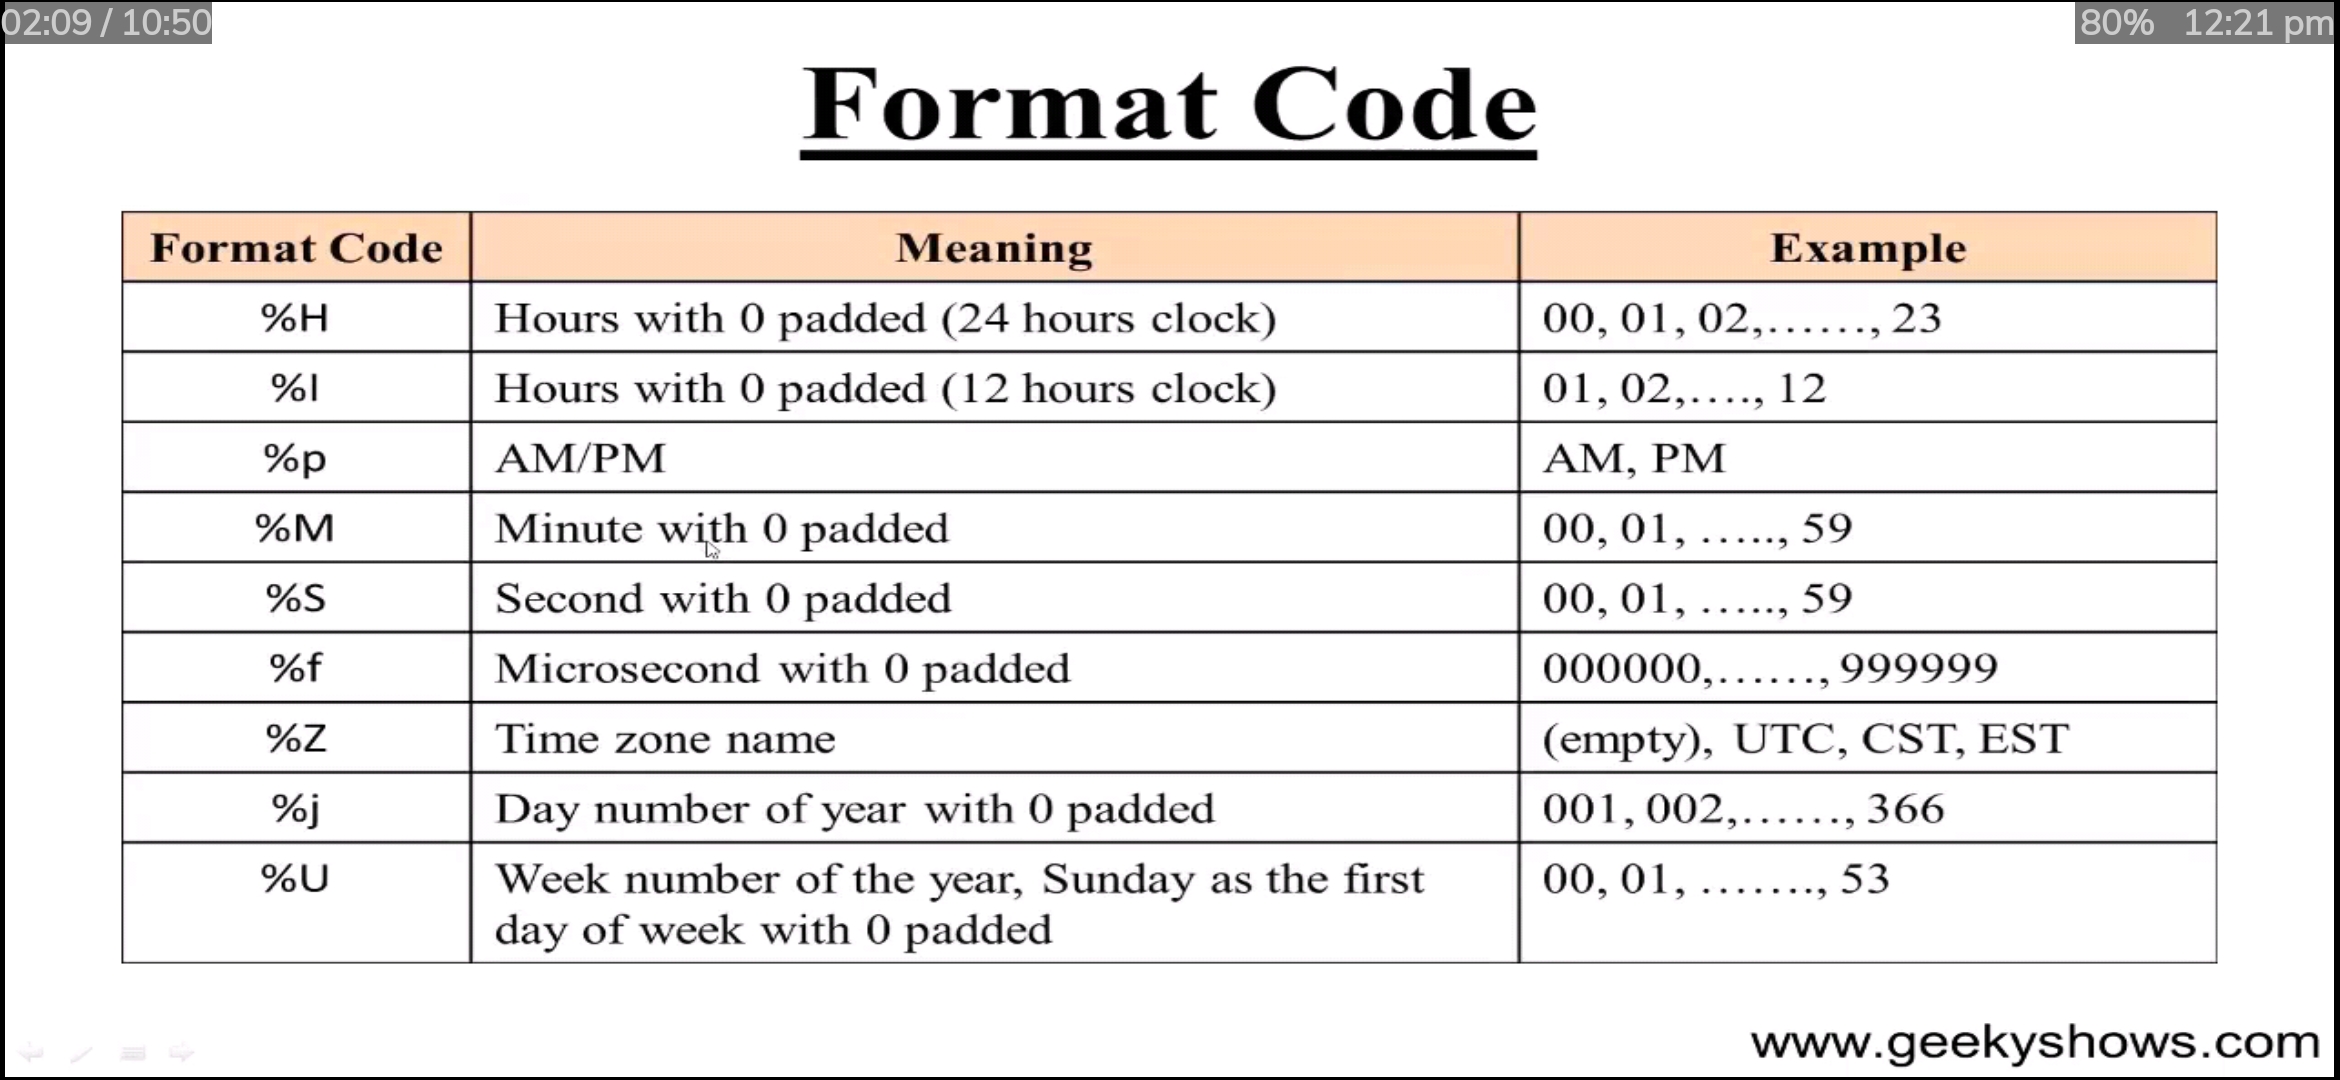 02:09 / 10:50
80% 12:21 pm
Format Code
Format Code Meaning Example
%H Hours with 0 padded (24 hours clock) 00, 01, 02,……, 23
%I Hours with 0 padded (12 hours clock) 01, 02,…., 12
%p AM/PM AM, PM
%M Minute with 0 padded 00, 01, ….., 59
%S Second with 0 padded 00, 01, ….., 59
%f Microsecond with 0 padded 000000,……, 999999
%Z Time zone name (empty), UTC, CST, EST
%j Day number of year with 0 padded 001, 002,……, 366
%U Week number of the year, Sunday as the first 00, 01, ……., 53
day of week with 0 padded
www.geekyshows.com